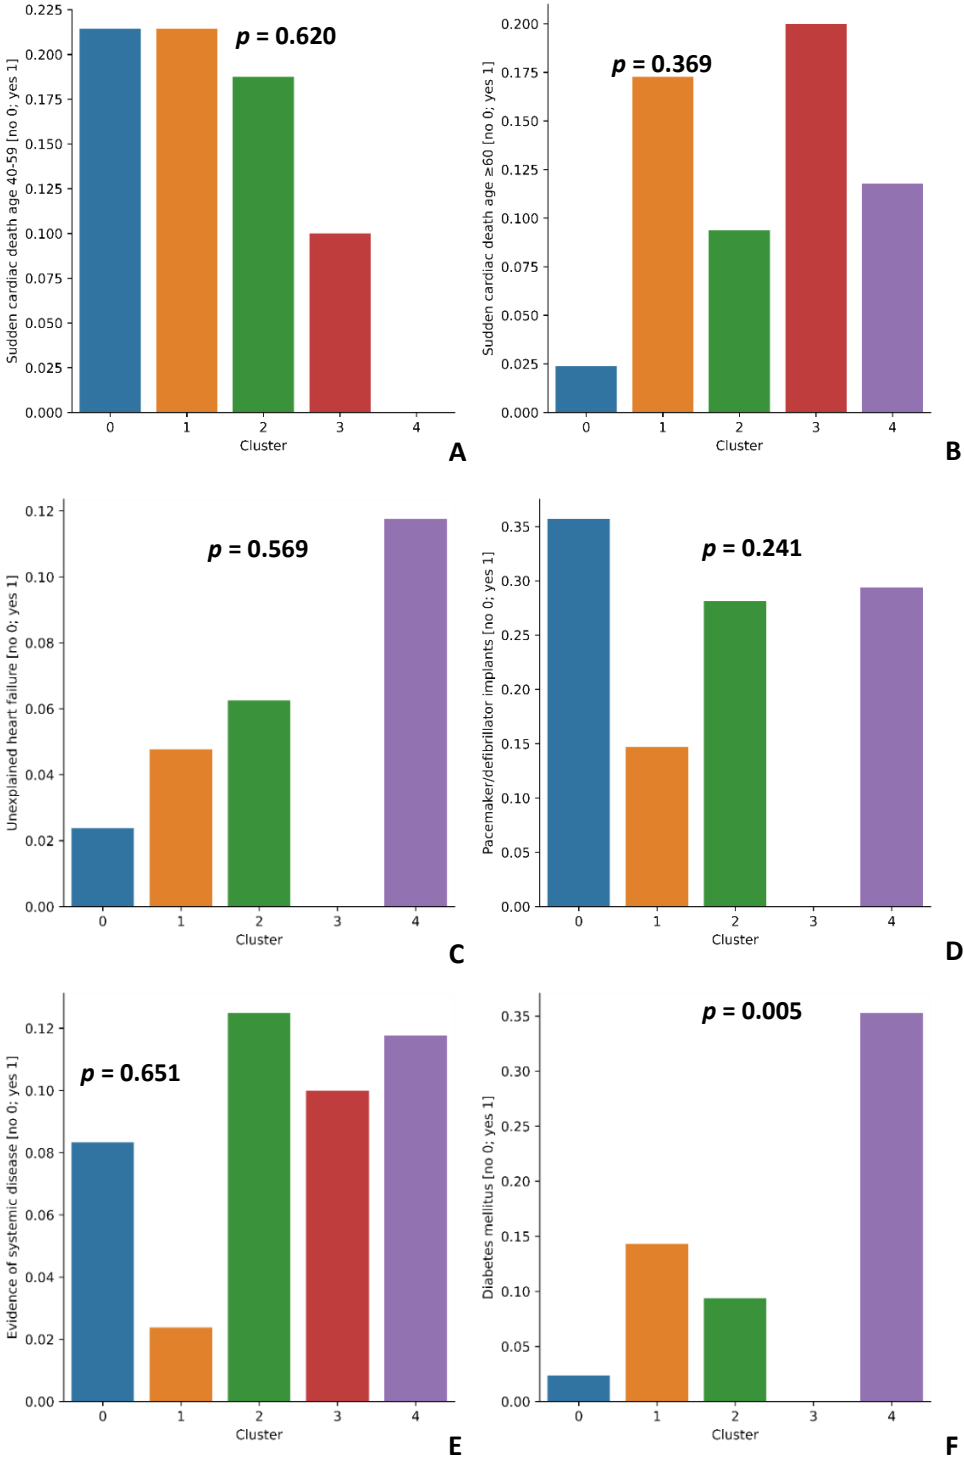 Sudden cardiac death age 40-59 [no 0; yes 1]
0.225
0.200
0.175
0.150
0.125
0.100
0.075
0.050
0.025
0.000
p = 0.620
0 1 2 3 4
Cluster
A
Sudden cardiac death age ≥60 [no 0; yes 1]
0.200
0.175
0.150
0.125
0.100
0.075
0.050
0.025
0.000
p = 0.369
0 1 2 3 4
Cluster
B
Unexplained heart failure [no 0; yes 1]
0.12
0.10
0.08
0.06
0.04
0.02
0.00
p = 0.569
0 1 2 3 4
Cluster
C
Pacemaker/defibrillator implants [no 0; yes 1]
0.35
0.30
0.25
0.20
0.15
0.10
0.05
0.00
p = 0.241
0 1 2 3 4
Cluster
D
Evidence of systemic disease [no 0; yes 1]
0.12
0.10
0.08
0.06
0.04
0.02
0.00
p = 0.651
0 1 2 3 4
Cluster
E
Diabetes mellitus [no 0; yes 1]
0.35
0.30
0.25
0.20
0.15
0.10
0.05
0.00
p = 0.005
0 1 2 3 4
Cluster
F